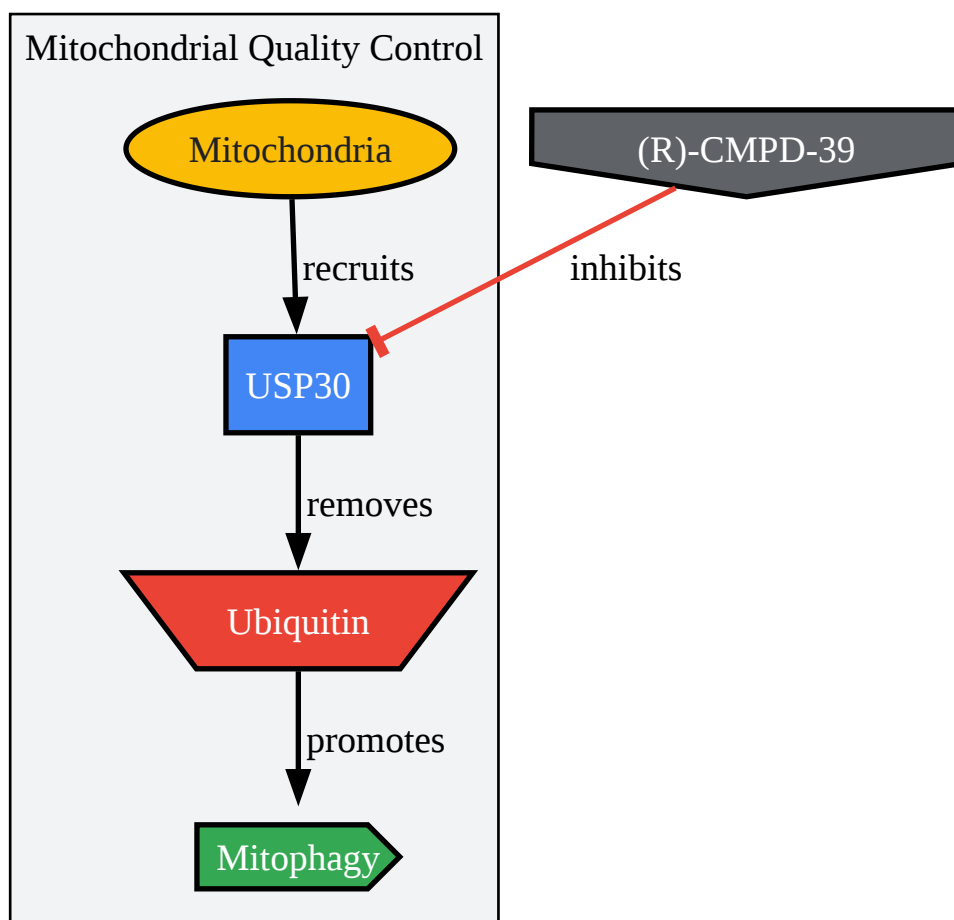 Mitochondrial Quality Control
Mitochondria
(R)-CMPD-39
recruits
inhibits
USP30
removes
Ubiquitin
promotes
Mitophagy